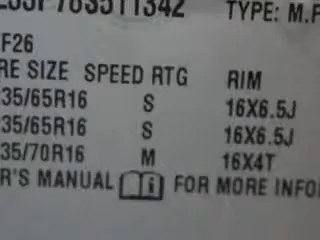 TYPE: M.P
F26
RE SIZE SPEED RTG RIM
35/65R16 S 16X6.5J
35/65R16 S 16X6.5J
35/70R16 M 16X4T
R'S MANUAL i FOR MORE INFO